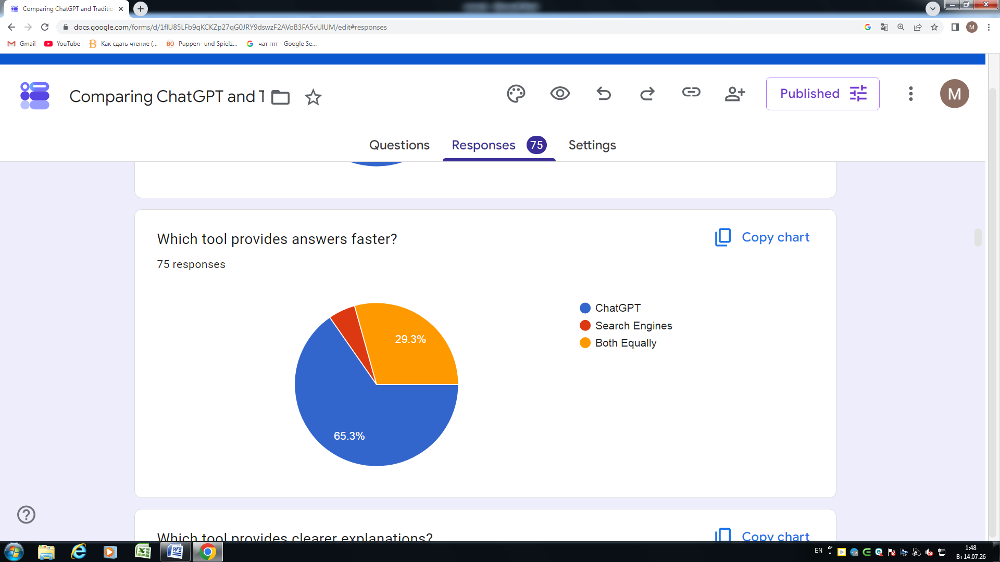 Comparing ChatGPT and Traditio
docs.google.com/forms/d/1flU85LFb9qKCKZp27qG0JRY9dswzF2AVoB3FA5vUIUM/edit#responses
M
Gmail
YouTube
Как сдать чтение (...
BO Puppen- und Spielz...
чат гпт - Google Se...
Comparing ChatGPT and T
Published
M
Questions
Responses 75
Settings
Which tool provides answers faster?
Copy chart
75 responses
ChatGPT
Search Engines
Both Equally
29.3%
65.3%
Which tool provides clearer explanations?
Copy chart
EN
1:48
Вт 14.07.26